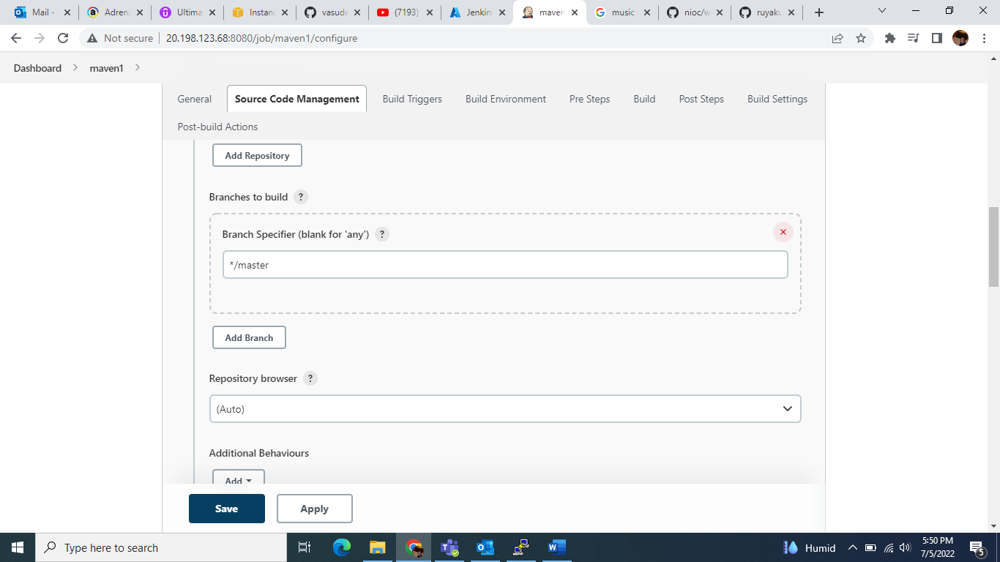 Mail -
Adrena
Ultima
Instanc
vasude
(7193)
Jenkin
maven
music
nioc/w
ruyaku
Not secure
20.198.123.68:8080/job/maven1/configure
Dashboard
maven1
General
Source Code Management
Build Triggers
Build Environment
Pre Steps
Build
Post Steps
Build Settings
Post-build Actions
Add Repository
Branches to build ?
Branch Specifier (blank for 'any') ?
*/master
Add Branch
Repository browser ?
(Auto)
Additional Behaviours
Add
Save
Apply
Type here to search
Humid
5:50 PM
7/5/2022
5